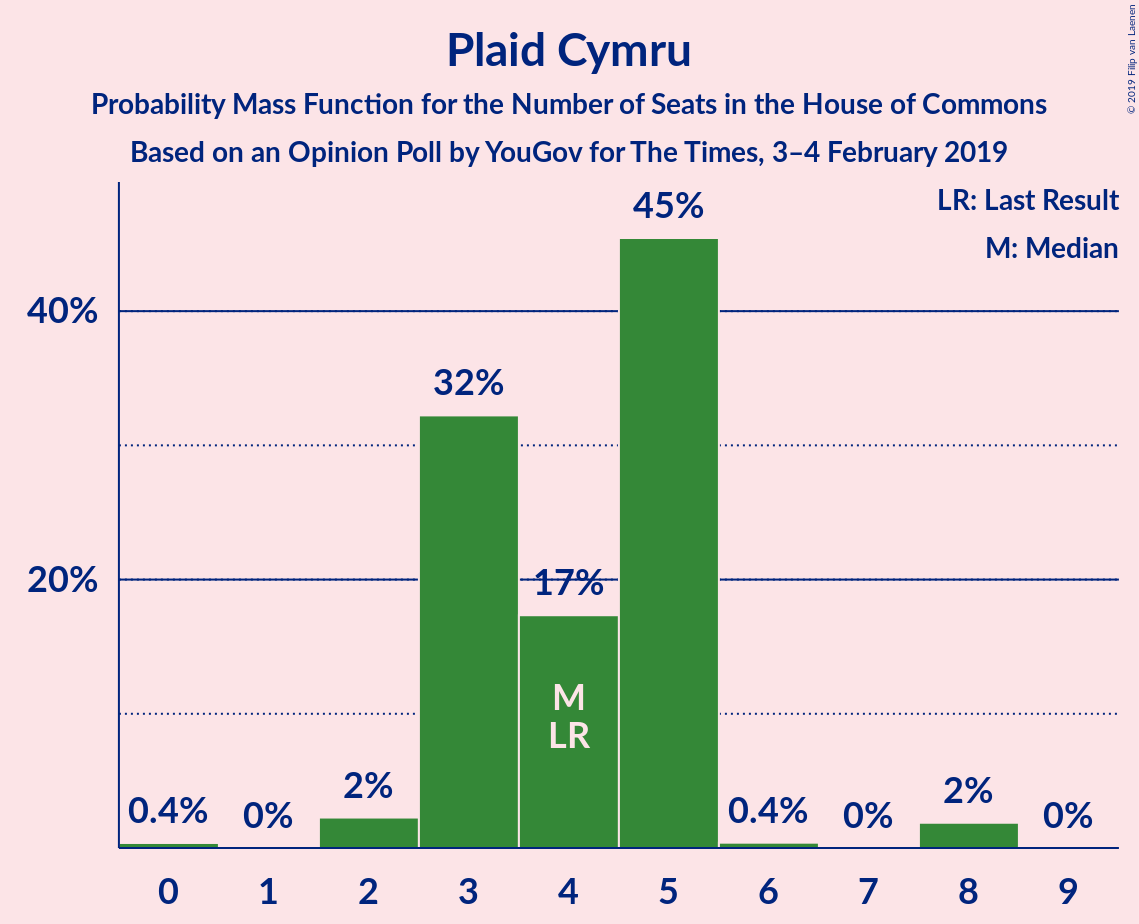 Plaid Cymru
Probability Mass Function for the Number of Seats in the House of Commons
Based on an Opinion Poll by YouGov for The Times, 3–4 February 2019
© 2019 Filip van Laenen
LR: Last Result
M: Median
45%
40%
32%
20%
17%
M
LR
0.4%
0%
2%
0.4%
0%
2%
0%
0 1 2 3 4 5 6 7 8 9